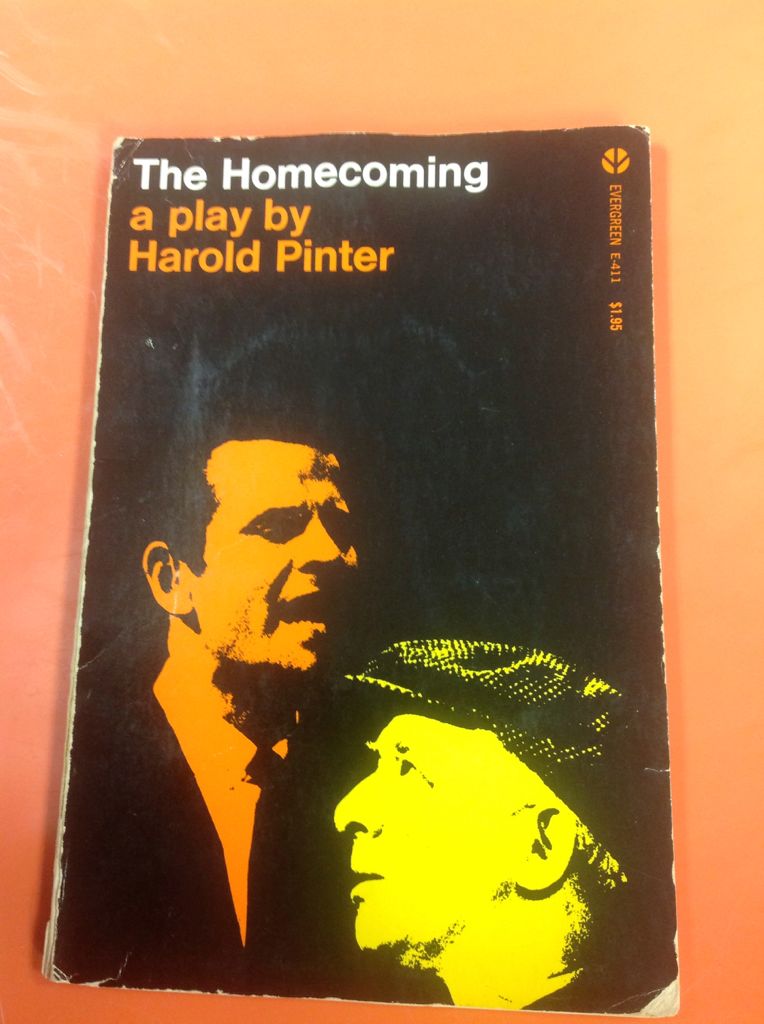 The Homecoming
a play by
Harold Pinter
EVERGREEN E-411 $1.95